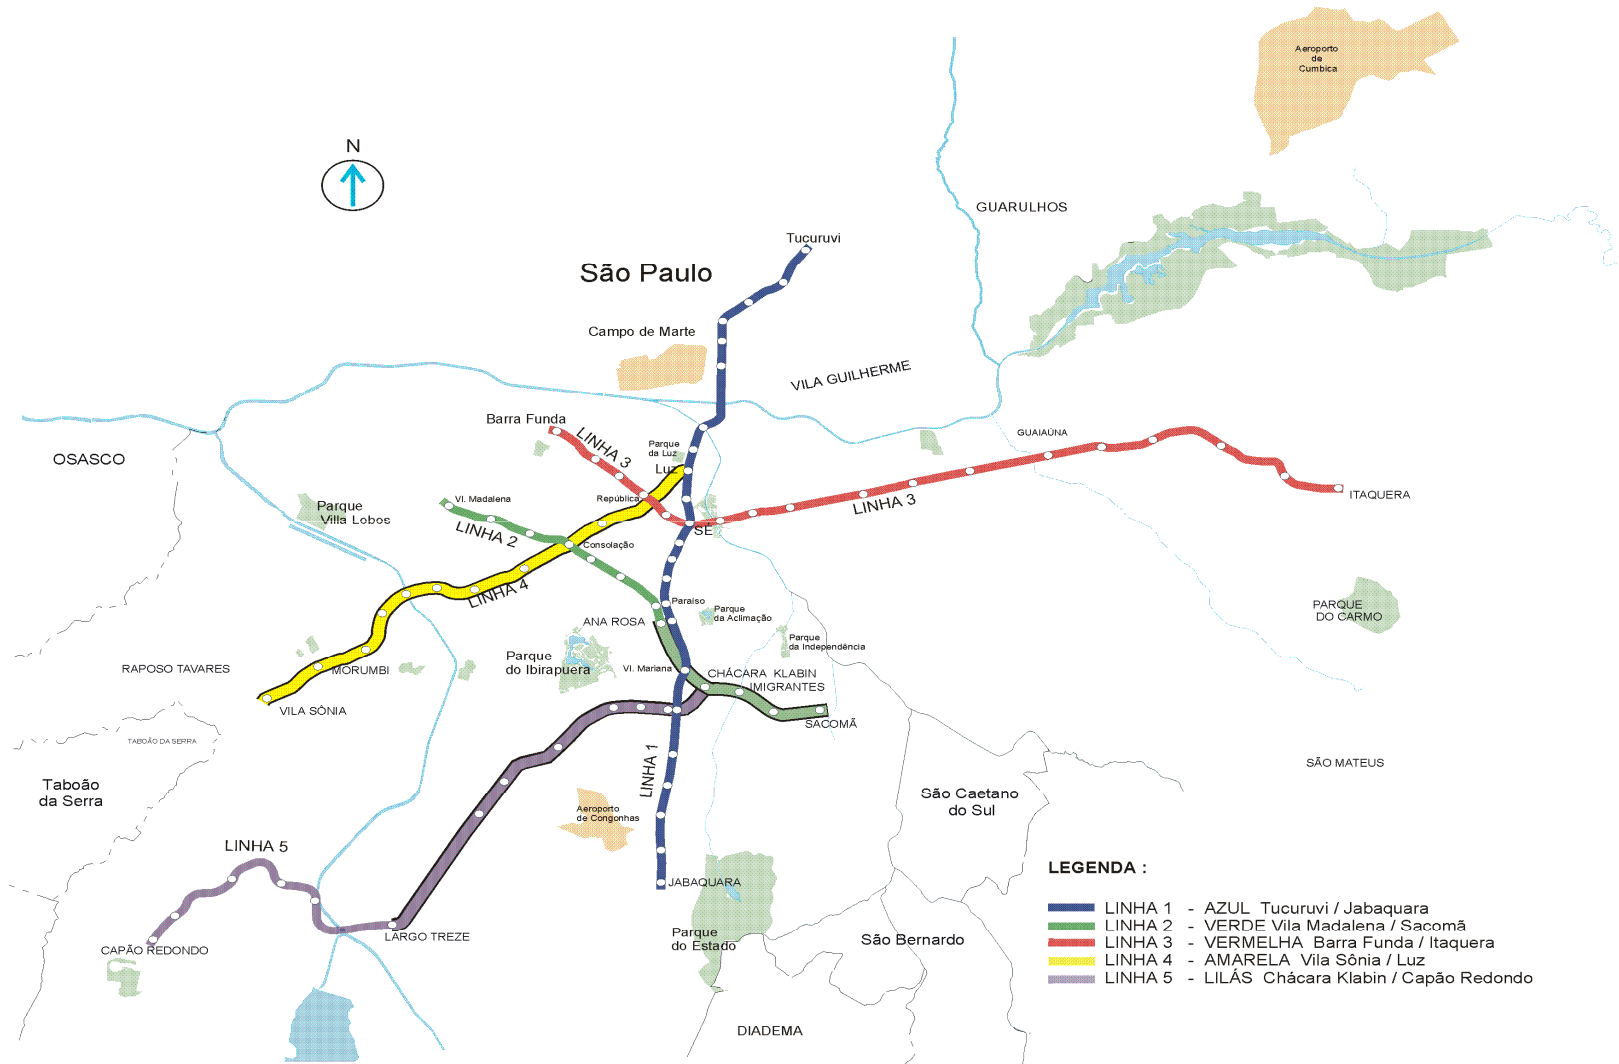 Aeroporto
de
Cumbica
N
GUARULHOS
Tucuruvi
São Paulo
Campo de Marte
VILA GUILHERME
Barra Funda
LINHA 3
GUAIAÚNA
Parque
da Luz
OSASCO
Luz
ITAQUERA
Vl. Madalena
República
LINHA 3
Parque
Villa Lobos
LINHA 2
SÉ
Consolação
LINHA 4
Paraíso
PARQUE
DO CARMO
ANA ROSA
Parque
da Aclimação
Parque
da Independência
Parque
do Ibirapuera
RAPOSO TAVARES
MORUMBI
Vl. Mariana
CHÁCARA KLABIN
IMIGRANTES
VILA SÔNIA
SACOMÃ
TABOÃO DA SERRA
LINHA 1
SÃO MATEUS
Taboão
da Serra
São Caetano
do Sul
Aeroporto
de Congonhas
LINHA 5
JABAQUARA
LARGO TREZE
CAPÃO REDONDO
Parque
do Estado
São Bernardo
DIADEMA
LEGENDA :
LINHA 1 - AZUL Tucuruvi / Jabaquara
LINHA 2 - VERDE Vila Madalena / Sacomã
LINHA 3 - VERMELHA Barra Funda / Itaquera
LINHA 4 - AMARELA Vila Sônia / Luz
LINHA 5 - LILÁS Chácara Klabin / Capão Redondo